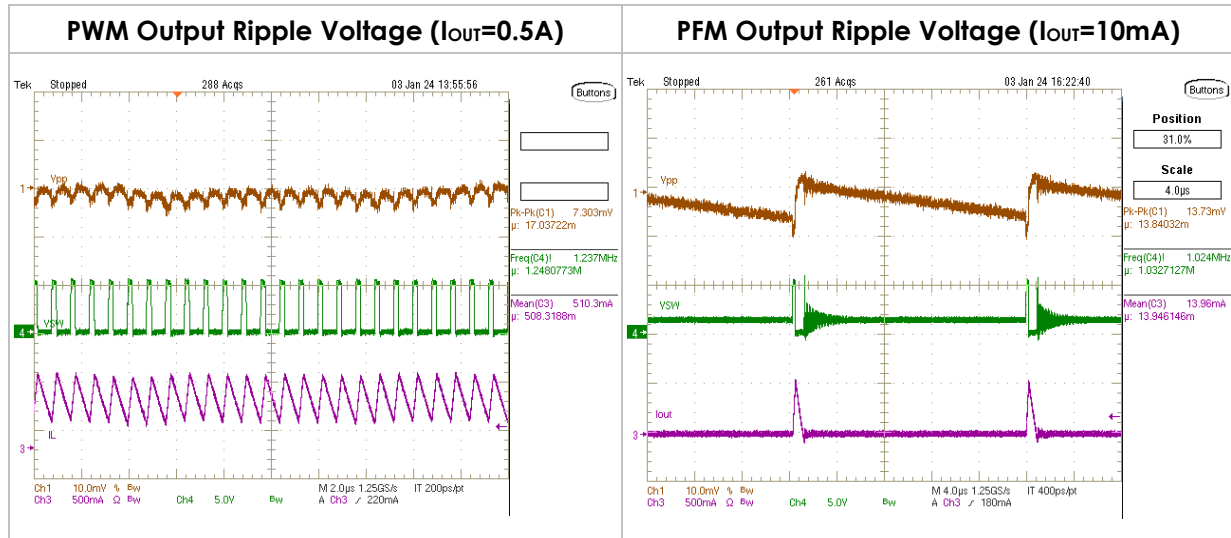 PWM Output Ripple Voltage (IOUT=0.5A)
Tek Stopped 288 Acqs 03 Jan 24 13:55:56
Buttons
Vpp
1
Pk-Pk(C1) 7.303mV
μ: 17.03722m
Freq(C4)! 1.237MHz
μ: 1.2480773M
VSW
4
Mean(C3) 510.3mA
μ: 508.3188m
IL
3
Ch1 10.0mV % BW
Ch3 500mA Ω BW Ch4 5.0V BW
M 2.0μs 1.25GS/s IT 200ps/pt
A Ch3 ∕ 220mA
PFM Output Ripple Voltage (IOUT=10mA)
Tek Stopped 261 Acqs 03 Jan 24 16:22:40
Buttons
Position
31.0%
Scale
4.0μs
Vpp
1
Pk-Pk(C1) 13.73mV
μ: 13.84032m
Freq(C4)! 1.024MHz
μ: 1.0327127M
VSW
4
Mean(C3) 13.96mA
μ: 13.946146m
Iout
3
Ch1 10.0mV % BW
Ch3 500mA Ω BW Ch4 5.0V BW
M 4.0μs 1.25GS/s IT 400ps/pt
A Ch3 ∕ 180mA